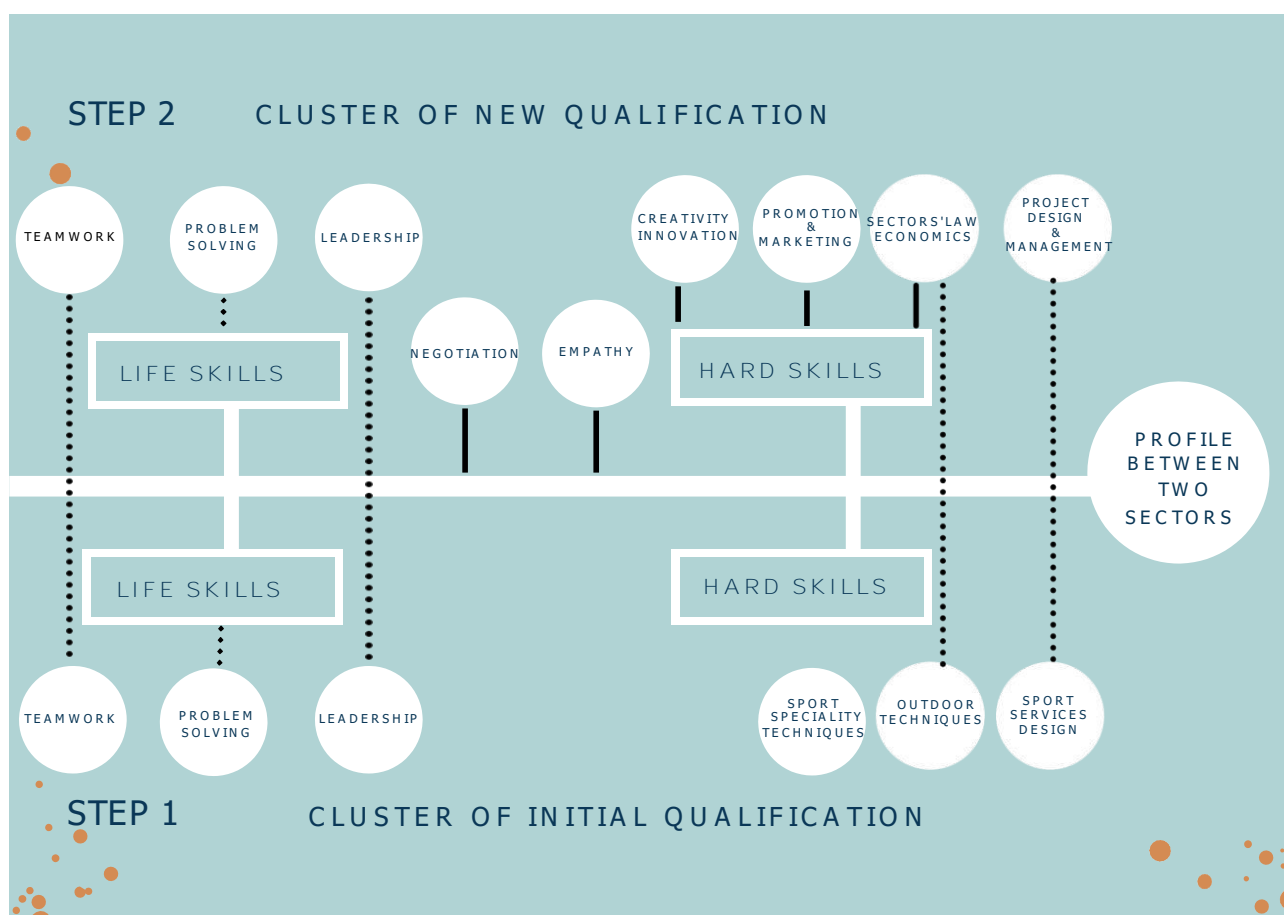 STEP 2 CLUSTER OF NEW QUALIFICATION
TEAMWORK
PROBLEM
SOLVING
LEADERSHIP
CREATIVITY
INNOVATION
PROMOTION
&
MARKETING
SECTORS'LAW
ECONOMICS
PROJECT
DESIGN
&
MANAGEMENT
NEGOTIATION
EMPATHY
LIFE SKILLS
HARD SKILLS
PROFILE
BETWEEN
TWO
SECTORS
LIFE SKILLS
HARD SKILLS
TEAMWORK
PROBLEM
SOLVING
LEADERSHIP
SPORT
SPECIALITY
TECHNIQUES
OUTDOOR
TECHNIQUES
SPORT
SERVICES
DESIGN
STEP 1 CLUSTER OF INITIAL QUALIFICATION